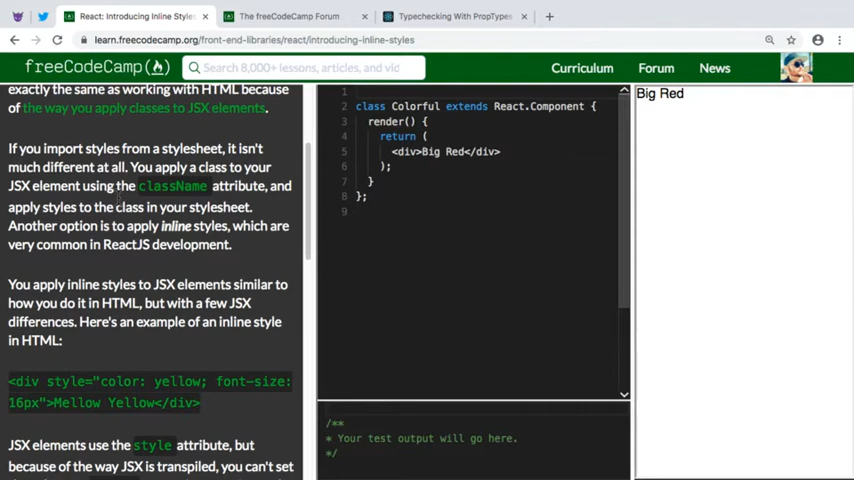 React: Introducing Inline Styles
The freeCodeCamp Forum
Typechecking With PropTypes
learn.freecodecamp.org/front-end-libraries/react/introducing-inline-styles
freeCodeCamp
Search 8,000+ lessons, articles, and vid
Curriculum
Forum
News
exactly the same as working with HTML because
of the way you apply classes to JSX elements.
If you import styles from a stylesheet, it isn't
much different at all. You apply a class to your
JSX element using the className attribute, and
apply styles to the class in your stylesheet.
Another option is to apply inline styles, which are
very common in ReactJS development.
You apply inline styles to JSX elements similar to
how you do it in HTML, but with a few JSX
differences. Here's an example of an inline style
in HTML:
<div style="color: yellow; font-size:
16px">Mellow Yellow</div>
JSX elements use the style attribute, but
because of the way JSX is transpiled, you can't set
1
2 class Colorful extends React.Component {
3 render() {
4 return (
5 <div>Big Red</div>
6 );
7 }
8 };
9
/**
* Your test output will go here.
*/
Big Red